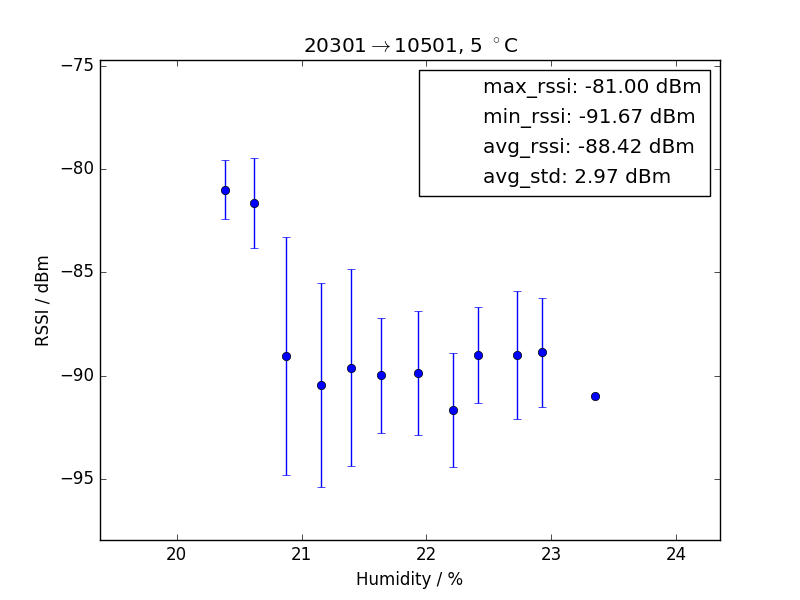 20301→10501, 5 °C
max_rssi: -81.00 dBm
min_rssi: -91.67 dBm
avg_rssi: -88.42 dBm
avg_std: 2.97 dBm
RSSI / dBm
−75
−80
−85
−90
−95
20 21 22 23 24
Humidity / %